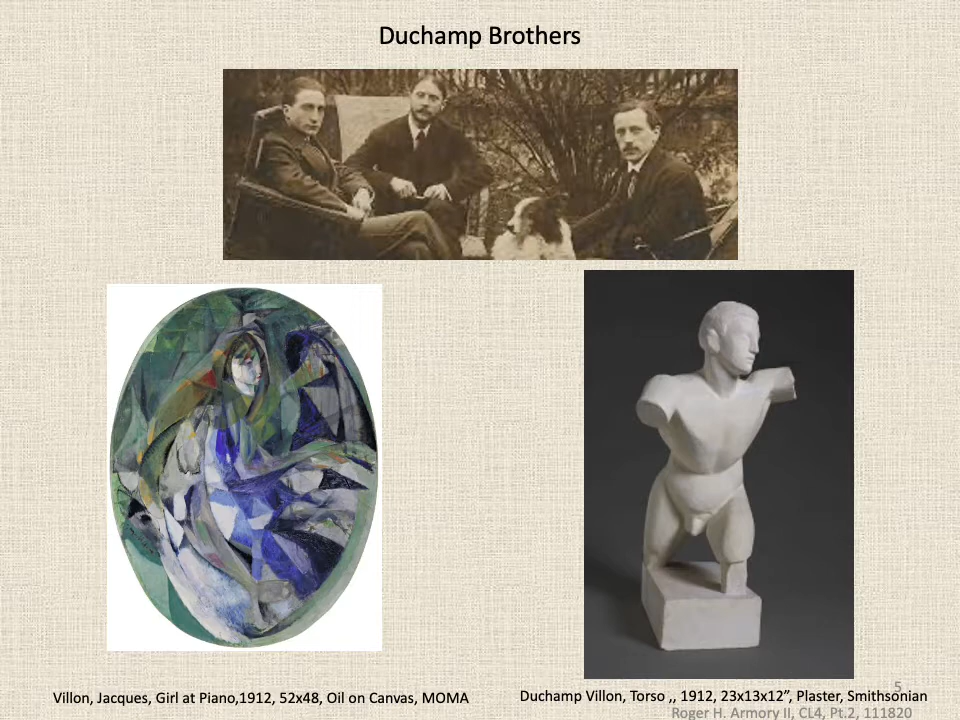 Duchamp Brothers
Villon, Jacques, Girl at Piano,1912, 52x48, Oil on Canvas, MOMA
Duchamp Villon, Torso ,, 1912, 23x13x12”, Plaster, Smithsonian
5
Roger H. Armory II, CL4, Pt.2, 111820